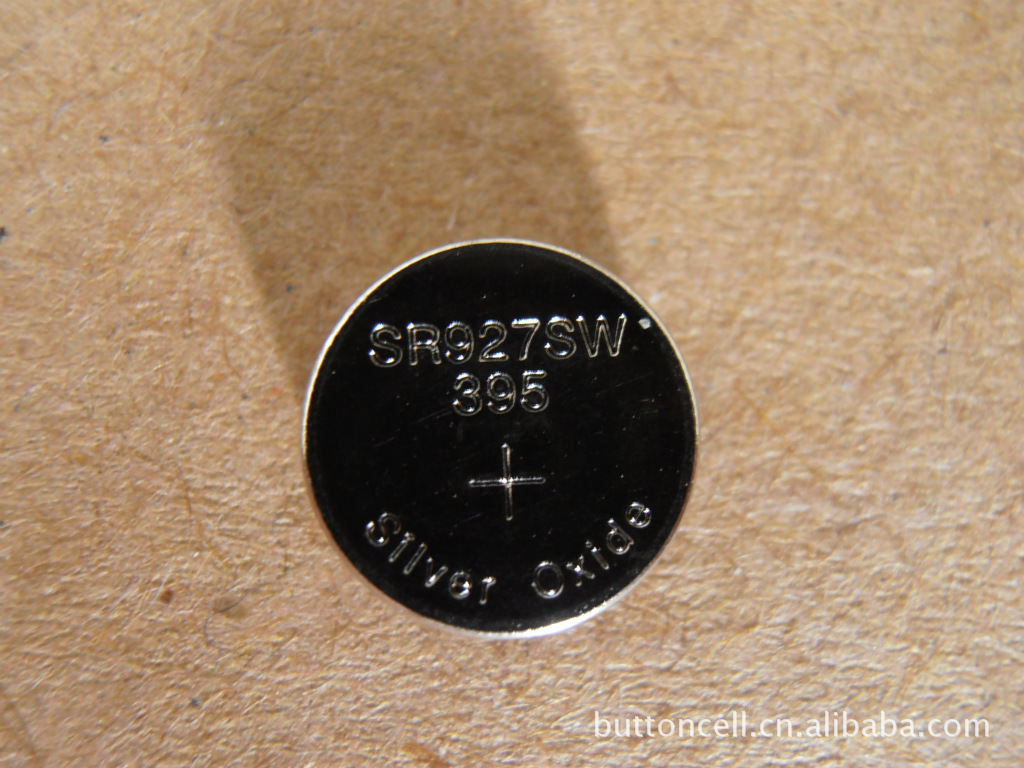 SR927SW
395
+
Silver Oxide
buttoncell.cn.alibaba.com